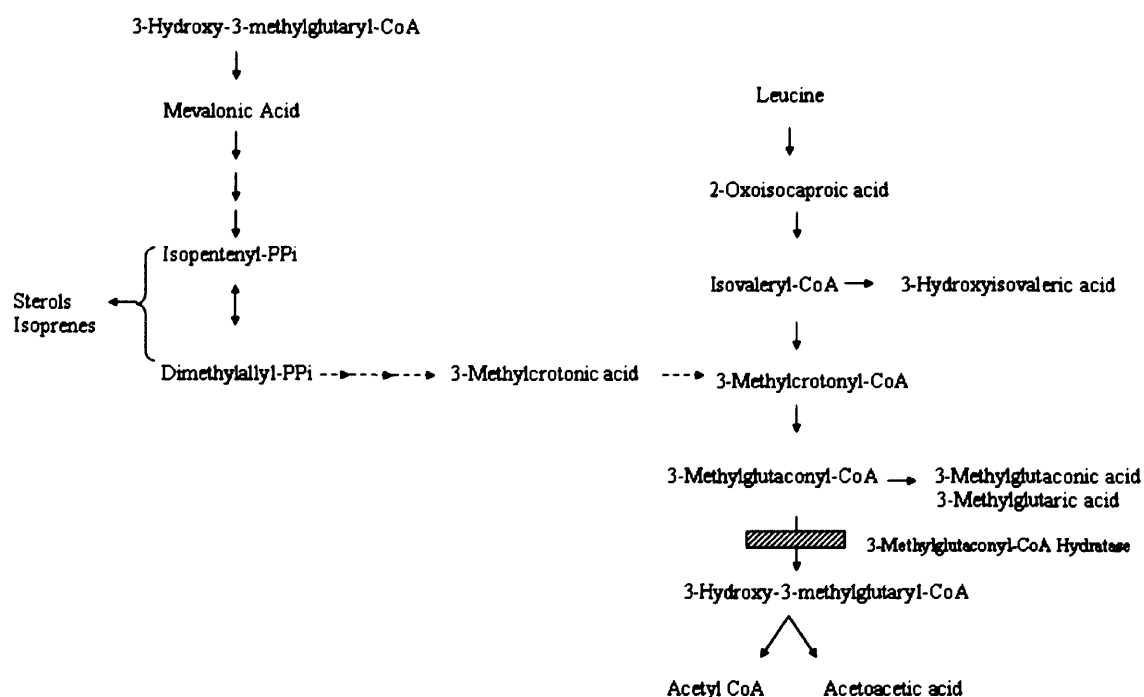 3-Hydroxy-3-methylglutaryl-CoA
Mevalonic Acid
Isopentenyl-PPi
Sterols
Isoprenes
Dimethylallyl-PPi
3-Methylcrotonic acid
Leucine
2-Oxoisocaproic acid
Isovaleryl-CoA
3-Hydroxyisovaleric acid
3-Methylcrotonyl-CoA
3-Methylglutaconyl-CoA
3-Methylglutaconic acid
3-Methylglutaric acid
3-Methylglutaconyl-CoA Hydratase
3-Hydroxy-3-methylglutaryl-CoA
Acetyl CoA
Acetoacetic acid